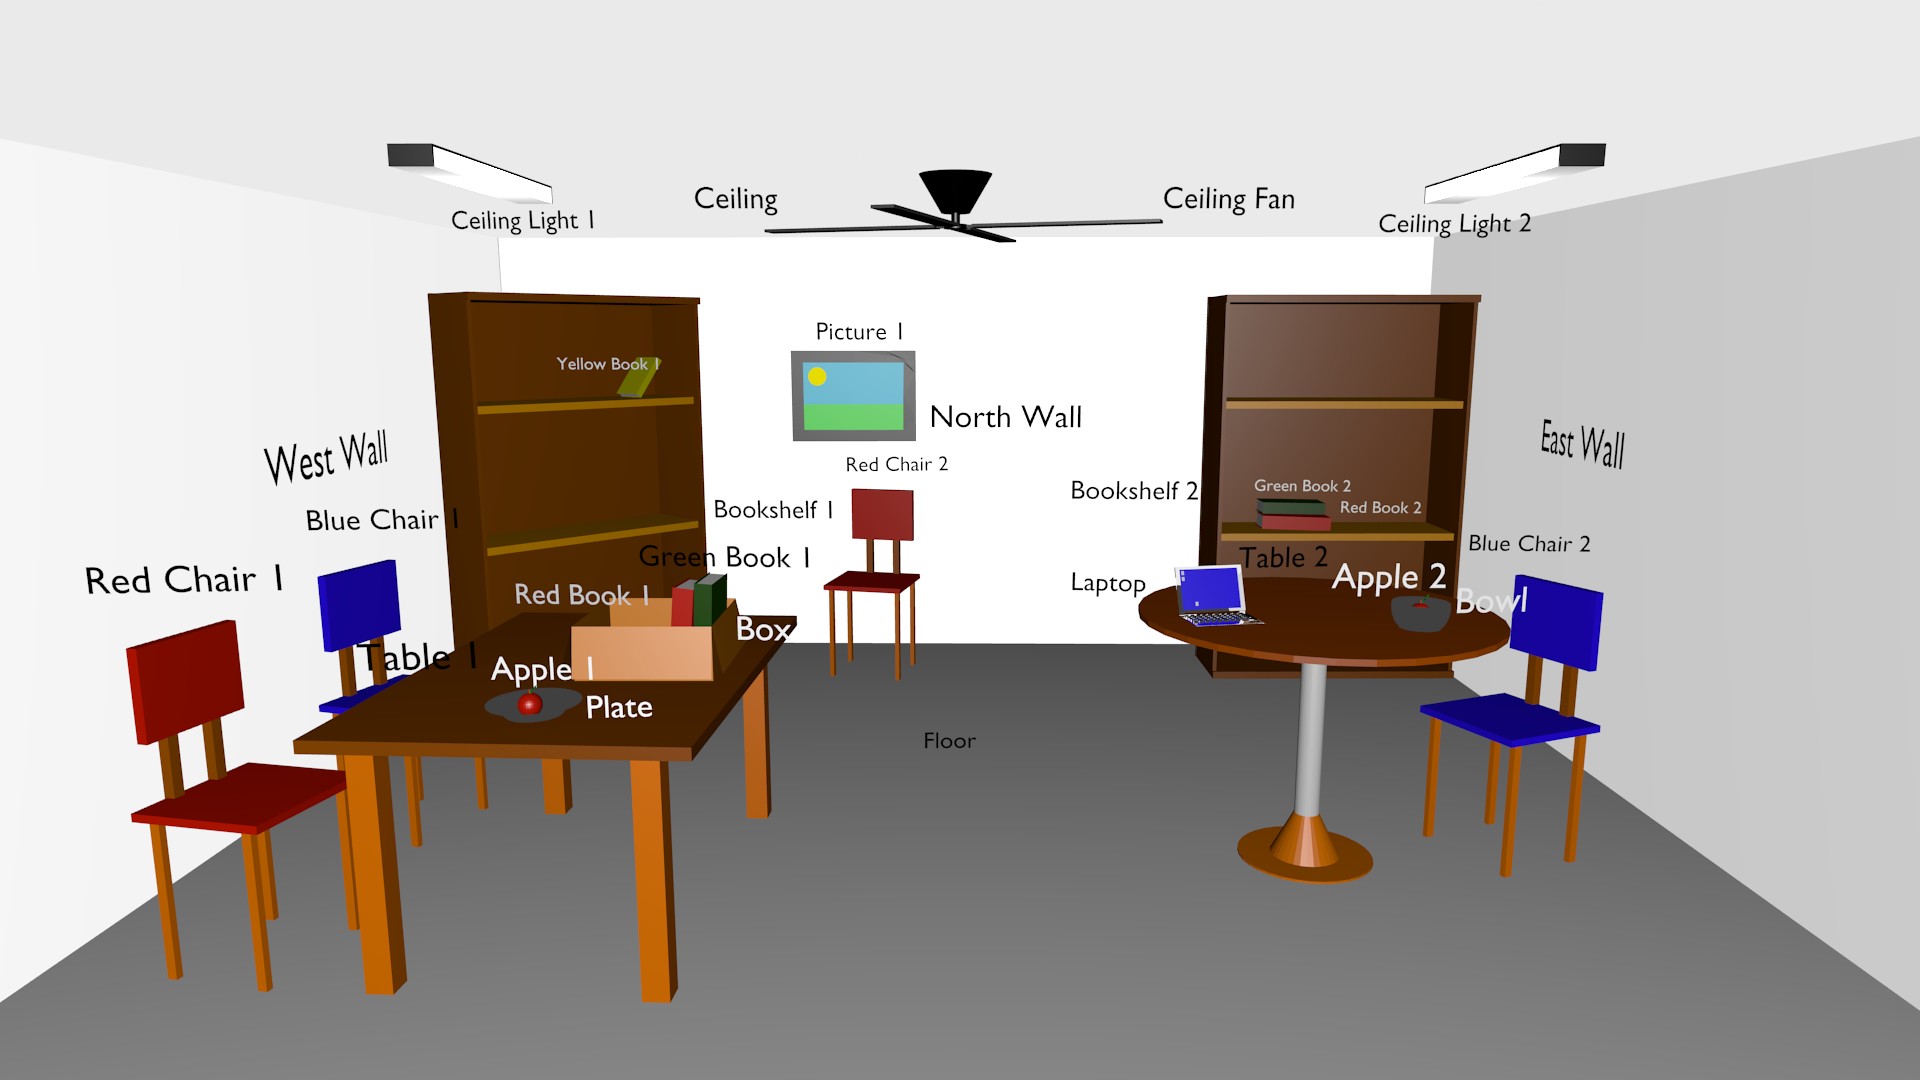 Ceiling
Ceiling Fan
Ceiling Light 1
Ceiling Light 2
Picture 1
Yellow Book 1
North Wall
West Wall
East Wall
Red Chair 2
Bookshelf 2
Green Book 2
Red Book 2
Bookshelf 1
Blue Chair 1
Blue Chair 2
Green Book 1
Table 2
Red Chair 1
Laptop
Apple 2
Red Book 1
Bowl
Box
Table 1
Apple 1
Plate
Floor